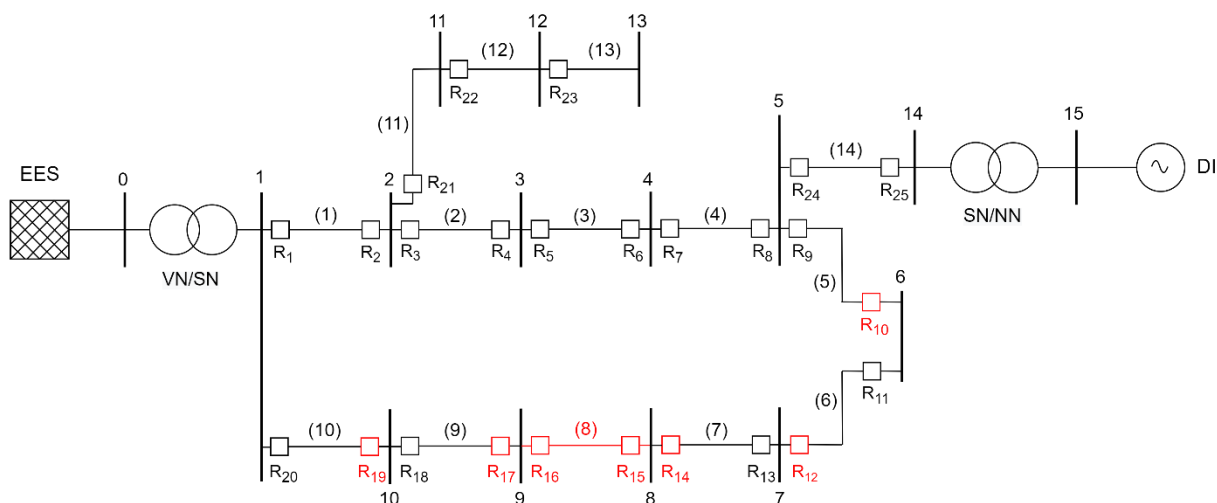 11
12
13
(12)
(13)
R22
R23
5
14
15
(11)
(14)
EES
0
1
2
R21
3
4
R24
R25
DI
(1)
(2)
(3)
(4)
SN/NN
R1
R2
R3
R4
R5
R6
R7
R8
R9
VN/SN
(5)
6
R10
R11
(6)
(10)
(9)
(8)
(7)
R20
R19
R18
R17
R16
R15
R14
R13
R12
10
9
8
7